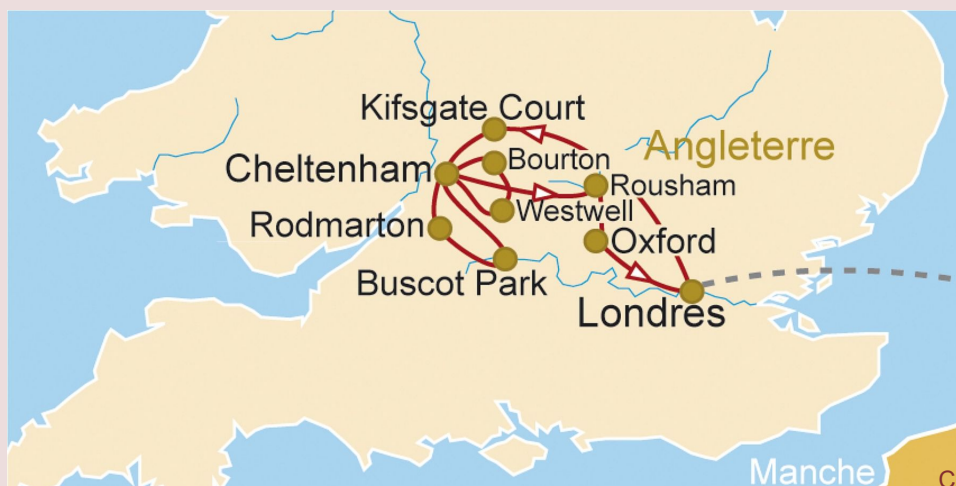 Kifsgate Court
Angleterre
Cheltenham
Bourton
Rousham
Westwell
Rodmarton
Oxford
Buscot Park
Londres
Manche